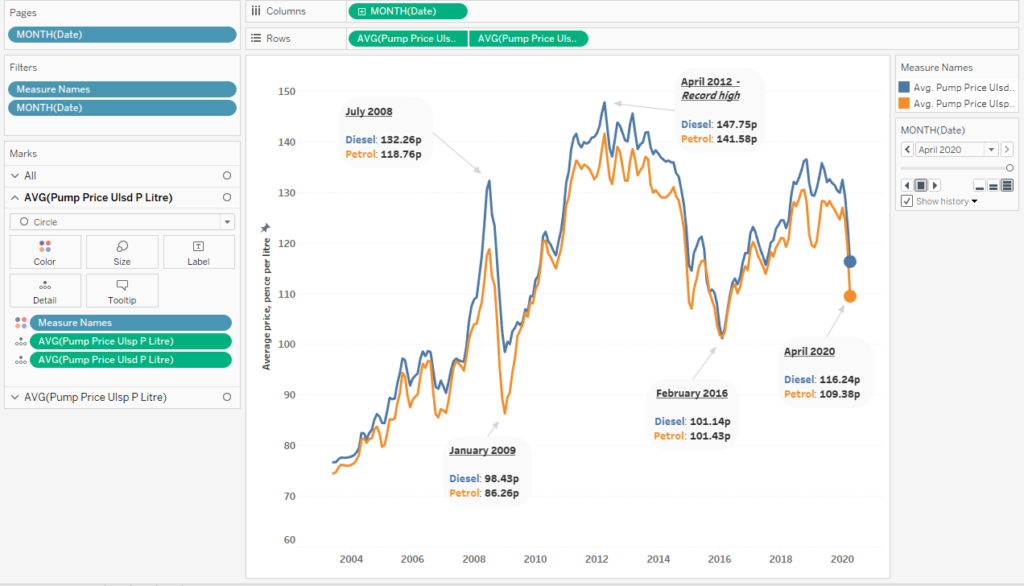 Pages
MONTH(Date)
Filters
Measure Names
MONTH(Date)
Marks
All
AVG(Pump Price Ulsd P Litre)
Circle
Color
Size
Label
Detail
Tooltip
Measure Names
AVG(Pump Price Ulsp P Litre)
AVG(Pump Price Ulsd P Litre)
AVG(Pump Price Ulsp P Litre)
Columns
MONTH(Date)
Rows
AVG(Pump Price Uls..
AVG(Pump Price Uls..
Average price, pence per litre
150
140
130
120
110
100
90
80
70
60
2004
2006
2008
2010
2012
2014
2016
2018
2020
July 2008
Diesel: 132.26p
Petrol: 118.76p
April 2012 -
Record high
Diesel: 147.75p
Petrol: 141.58p
January 2009
Diesel: 98.43p
Petrol: 86.26p
February 2016
Diesel: 101.14p
Petrol: 101.43p
April 2020
Diesel: 116.24p
Petrol: 109.38p
Measure Names
Avg. Pump Price Ulsd..
Avg. Pump Price Ulsp..
MONTH(Date)
April 2020
Show history